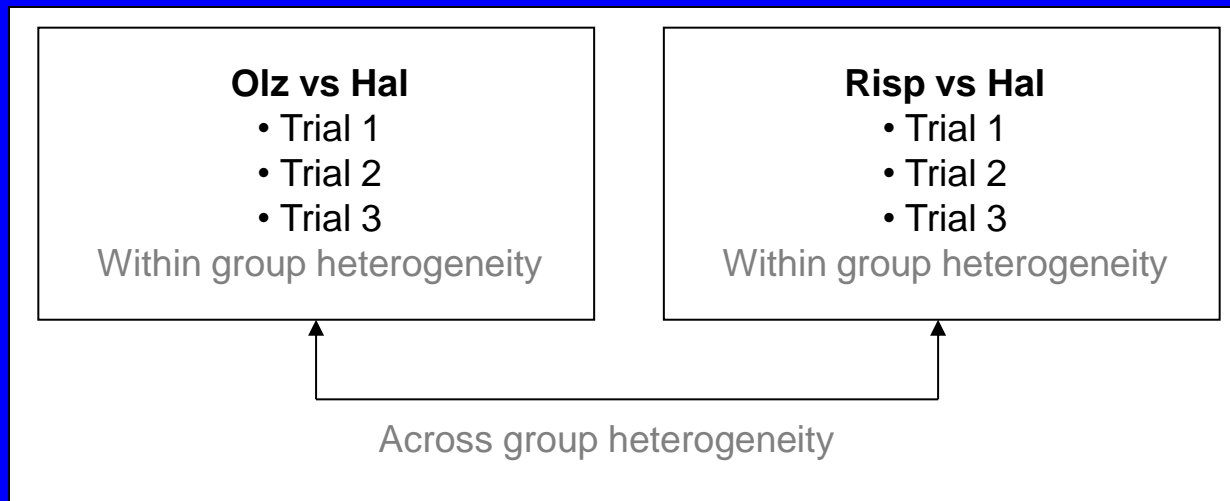 Olz vs Hal
• Trial 1
• Trial 2
• Trial 3
Within group heterogeneity
Risp vs Hal
• Trial 1
• Trial 2
• Trial 3
Within group heterogeneity
Across group heterogeneity